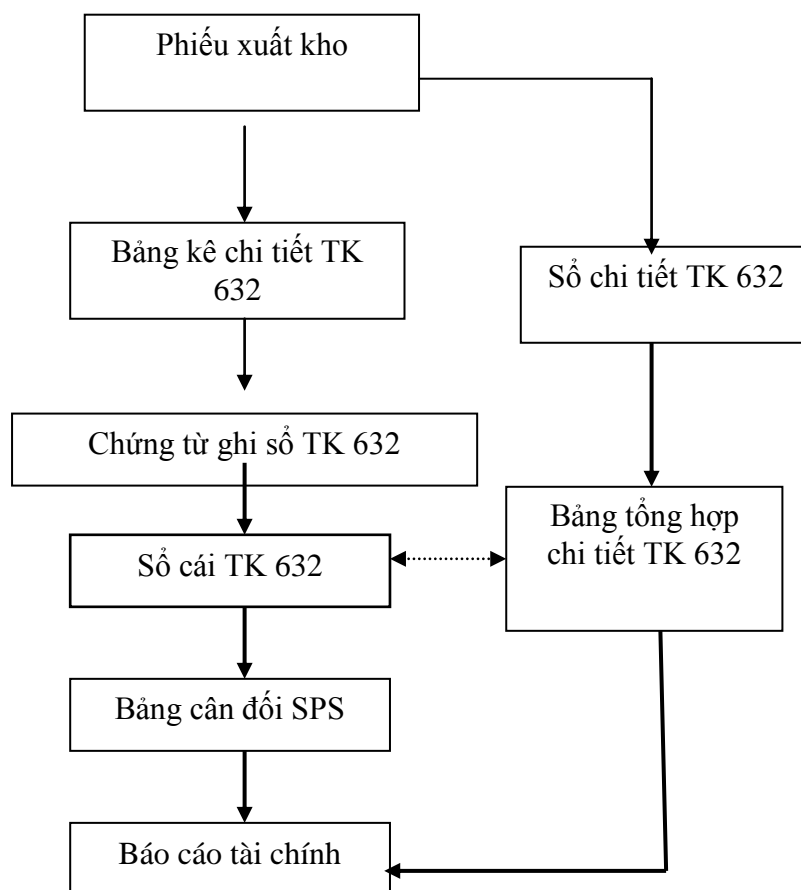 Phiếu xuất kho
Bảng kê chi tiết TK
632
Sổ chi tiết TK 632
Chứng từ ghi sổ TK 632
Bảng tổng hợp
chi tiết TK 632
Sổ cái TK 632
Bảng cân đối SPS
Báo cáo tài chính